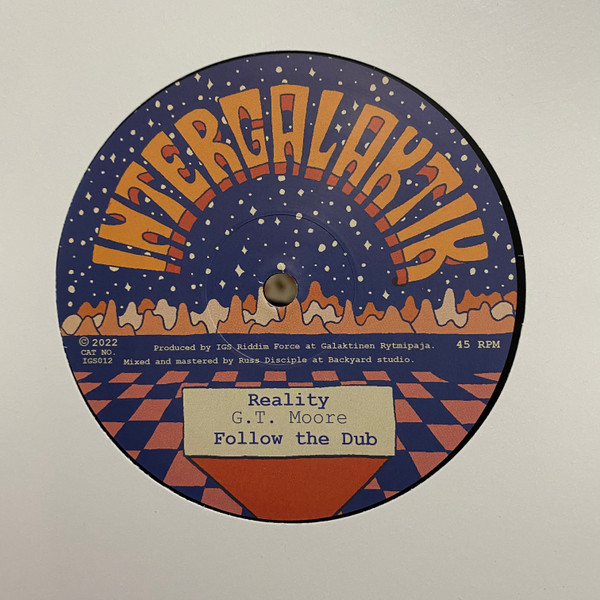 INTERGALAKTIK
© 2022
CAT NO.
IGS012
Produced by IGS Riddim Force at Galaktinen Rytmipaja.
Mixed and mastered by Russ Disciple at Backyard studio.
45 RPM
Reality
G.T. Moore
Follow the Dub